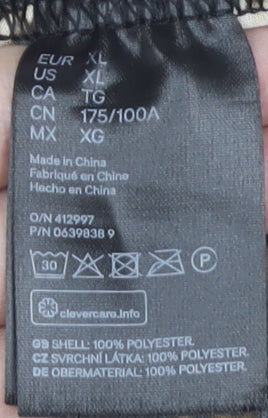 EUR XL
US XL
CA TG
CN 175/100A
MX XG
Made in China
Fabriqué en Chine
Hecho en China
O/N 412997
P/N 0639838 9
30 P
clevercare.info
GB SHELL: 100% POLYESTER.
CZ SVRCHNÍ LÁTKA: 100% POLYESTER.
DE OBERMATERIAL: 100% POLYESTER.